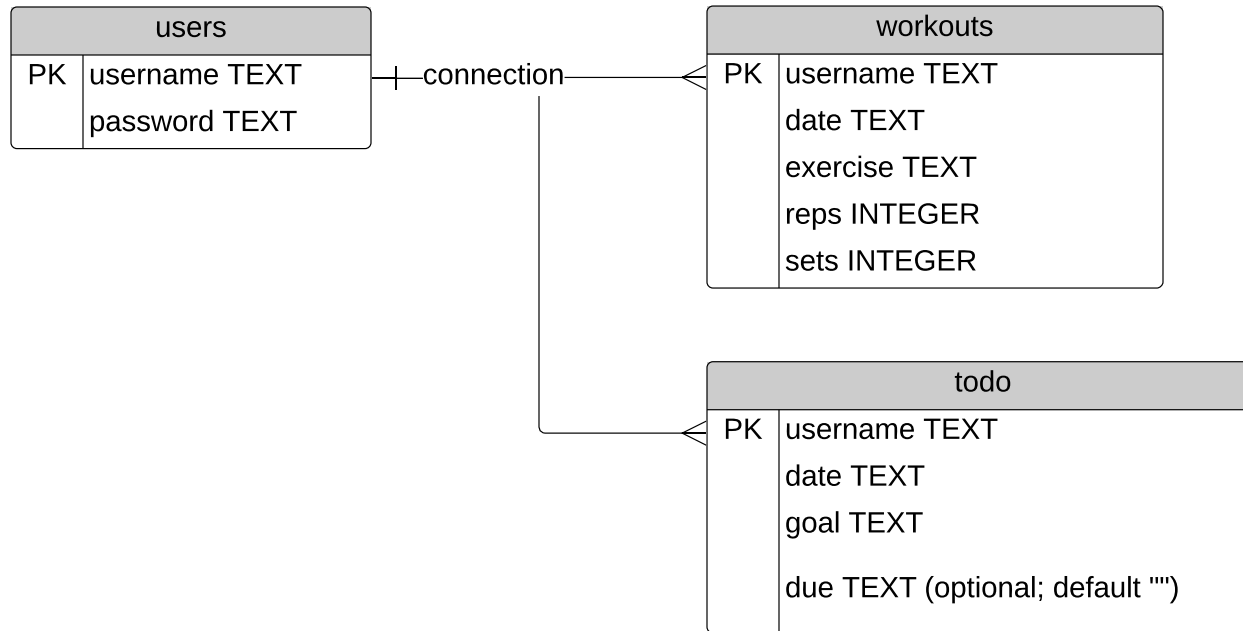 users
PK username TEXT
password TEXT
connection
workouts
PK username TEXT
date TEXT
exercise TEXT
reps INTEGER
sets INTEGER
todo
PK username TEXT
date TEXT
goal TEXT
due TEXT (optional; default "")